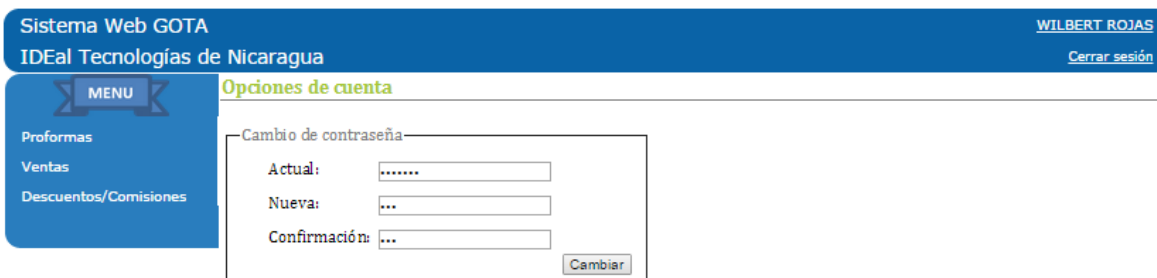 Sistema Web GOTA
WILBERT ROJAS
IDEal Tecnologías de Nicaragua
Cerrar sesión
MENU
Opciones de cuenta
Proformas
Ventas
Descuentos/Comisiones
Cambio de contraseña
Actual: .......
Nueva: ...
Confirmación: ...
Cambiar